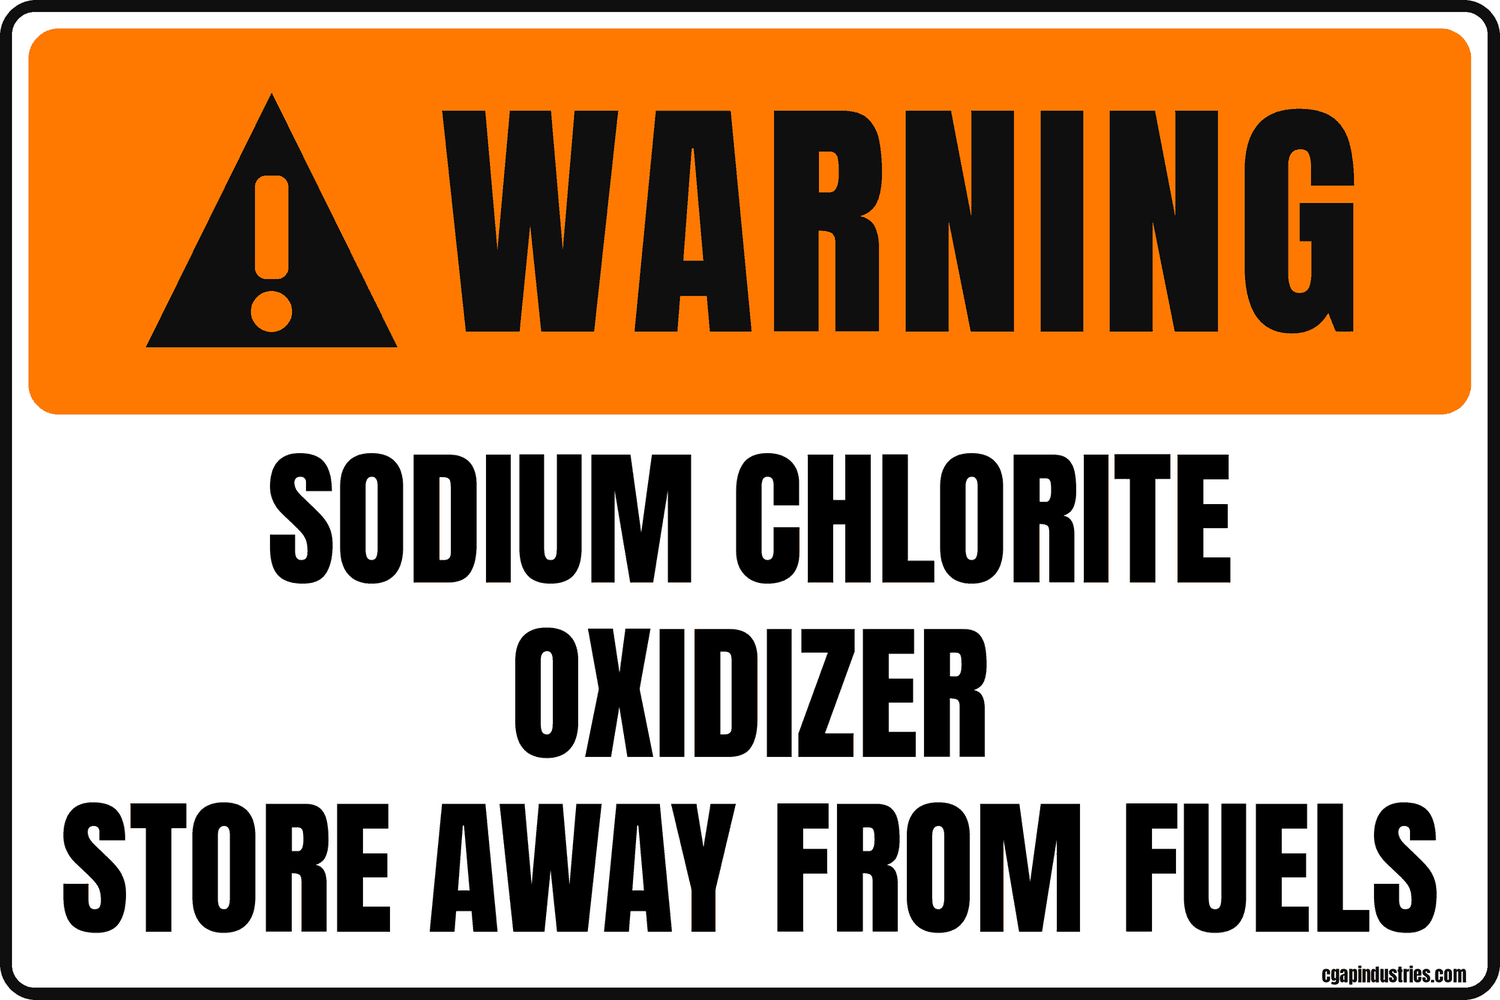 WARNING
SODIUM CHLORITE
OXIDIZER
STORE AWAY FROM FUELS
cgapindustries.com